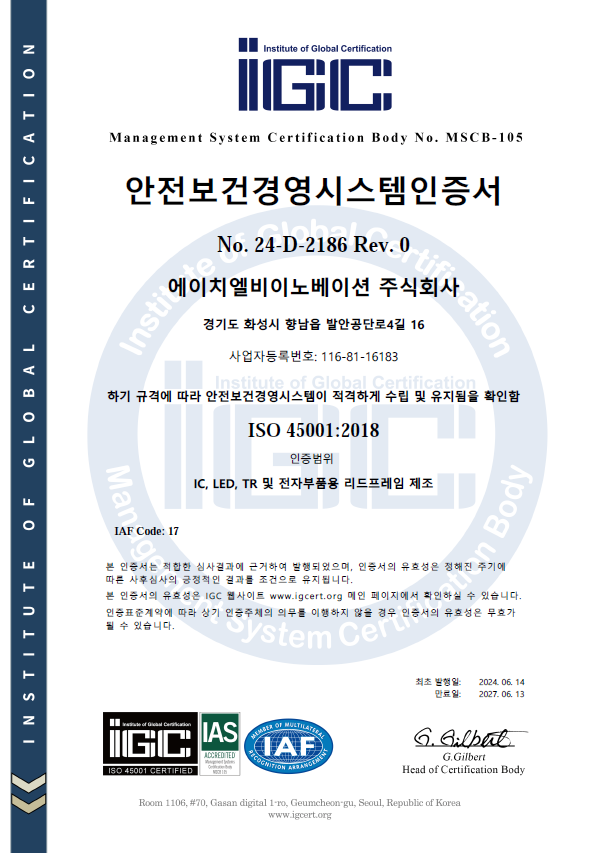 INSTITUTE OF GLOBAL CERTIFICATION
Institute of Global Certification
IGC
Management System Certification Body No. MSCB-105
안전보건경영시스템인증서
No. 24-D-2186 Rev. 0
에이치엘비이노베이션 주식회사
경기도 화성시 향남읍 발안공단로4길 16
사업자등록번호: 116-81-16183
하기 규격에 따라 안전보건경영시스템이 적격하게 수립 및 유지됨을 확인함
ISO 45001:2018
인증범위
IC, LED, TR 및 전자부품용 리드프레임 제조
IAF Code: 17
본 인증서는 적합한 심사결과에 근거하여 발행되었으며, 인증서의 유효성은 정해진 주기에
따른 사후심사의 긍정적인 결과를 조건으로 유지됩니다.
본 인증서의 유효성은 IGC 웹사이트 www.igcert.org 메인 페이지에서 확인하실 수 있습니다.
인증표준계약에 따라 상기 인증주체의 의무를 이행하지 않을 경우 인증서의 유효성은 무효가
될 수 있습니다.
Institute of Global Certification
Institute of Global Certification
IGC
Management System Certification Body
최초 발행일: 2024. 06. 14
만료일: 2027. 06. 13
Institute of Global Certification
IGC
ISO 45001 CERTIFIED
IAS
ACCREDITED
Management Systems
Certification Body
MSCB-105
MEMBER OF MULTILATERAL
IAF
RECOGNITION ARRANGEMENT
G. Gilbert
G.Gilbert
Head of Certification Body
Room 1106, #70, Gasan digital 1-ro, Geumcheon-gu, Seoul, Republic of Korea
www.igcert.org